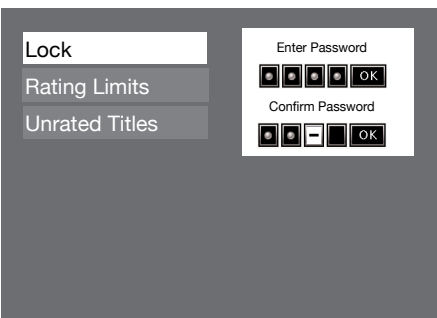 Lock
Rating Limits
Unrated Titles
Enter Password
OK
Confirm Password
– OK